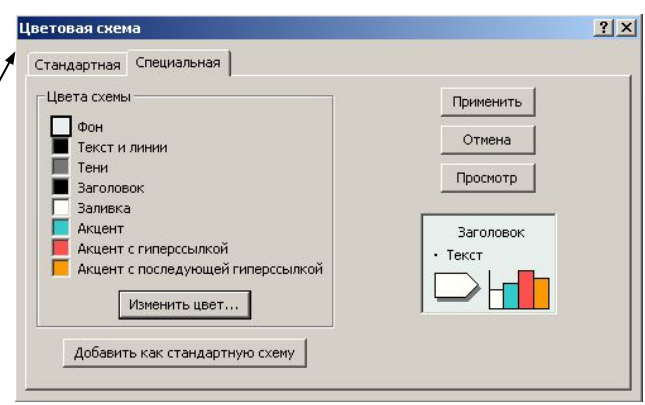 Цветовая схема
Стандартная Специальная
Цвета схемы
Фон
Текст и линии
Тени
Заголовок
Заливка
Акцент
Акцент с гиперссылкой
Акцент с последующей гиперссылкой
Изменить цвет...
Добавить как стандартную схему
Применить
Отмена
Просмотр
Заголовок
• Текст